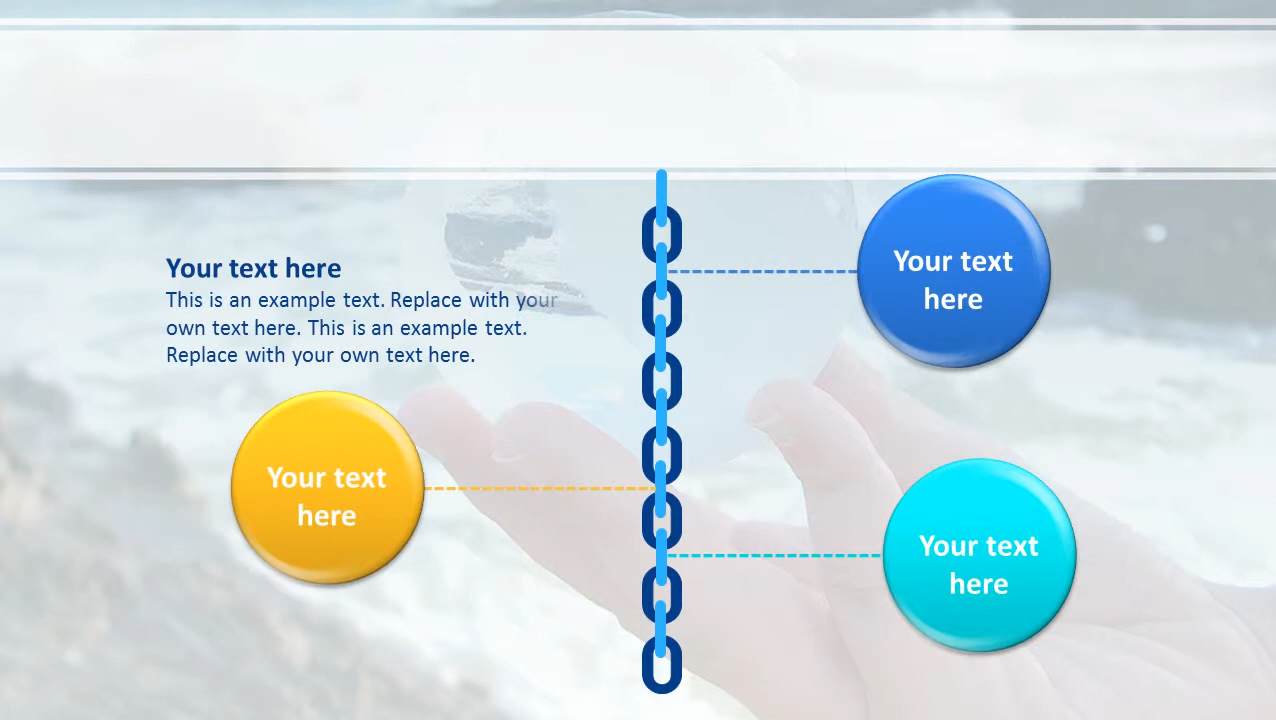 Your text here
This is an example text. Replace with your
own text here. This is an example text.
Replace with your own text here.
Your text
here
Your text
here
Your text
here